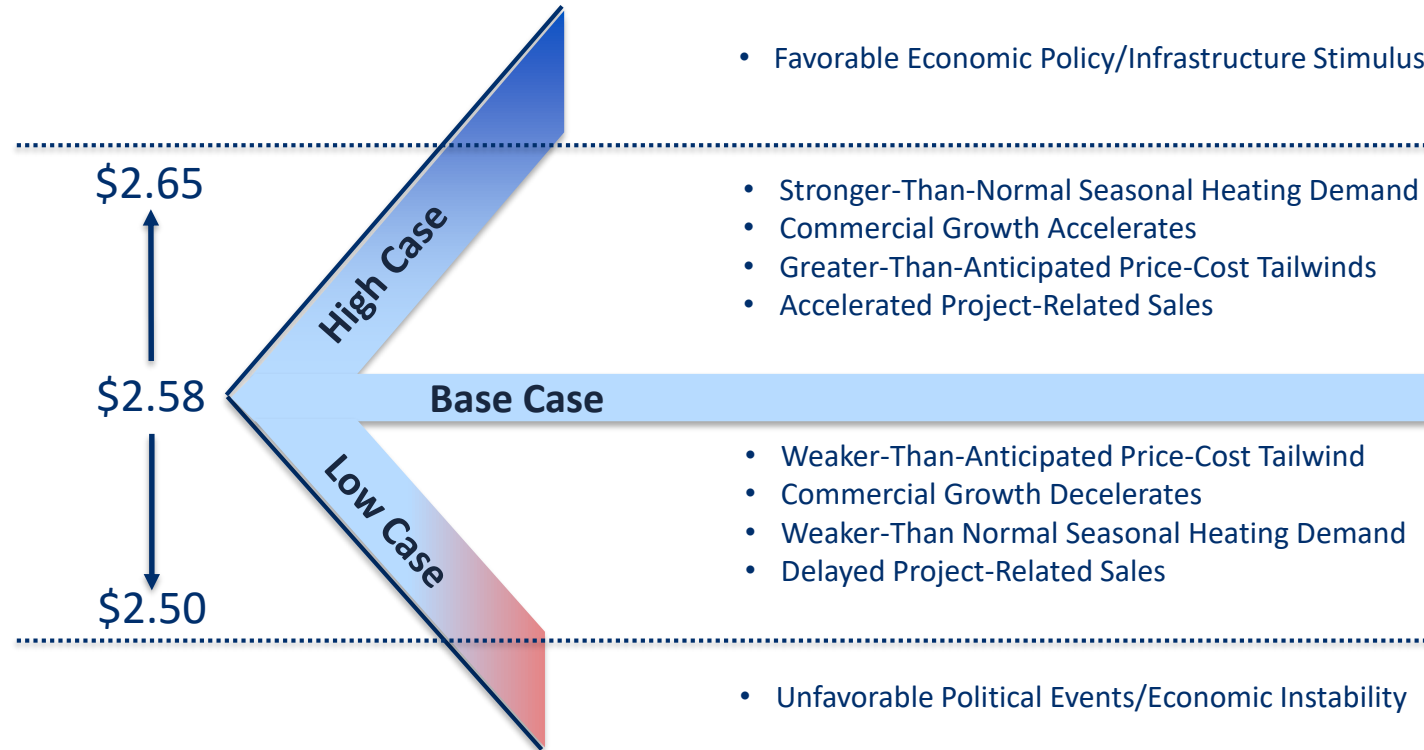 • Favorable Economic Policy/Infrastructure Stimulus
$2.65
• Stronger-Than-Normal Seasonal Heating Demand
• Commercial Growth Accelerates
• Greater-Than-Anticipated Price-Cost Tailwinds
• Accelerated Project-Related Sales
High Case
$2.58
Base Case
Low Case
• Weaker-Than-Anticipated Price-Cost Tailwind
• Commercial Growth Decelerates
• Weaker-Than Normal Seasonal Heating Demand
• Delayed Project-Related Sales
$2.50
• Unfavorable Political Events/Economic Instability